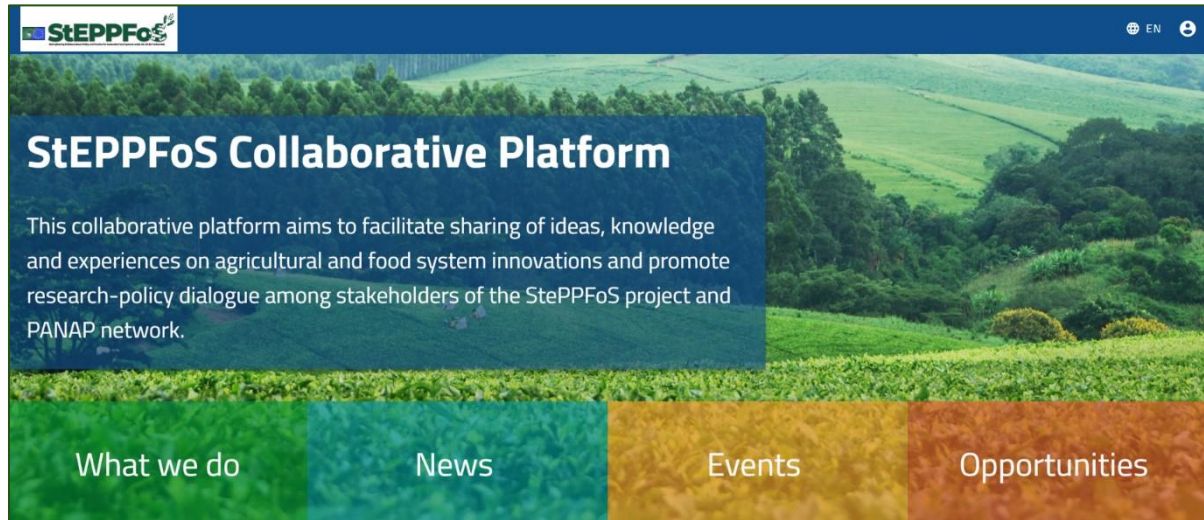 StEPPFoS
EN
StEPPFoS Collaborative Platform
This collaborative platform aims to facilitate sharing of ideas, knowledge
and experiences on agricultural and food system innovations and promote
research-policy dialogue among stakeholders of the StePPFoS project and
PANAP network.
What we do
News
Events
Opportunities